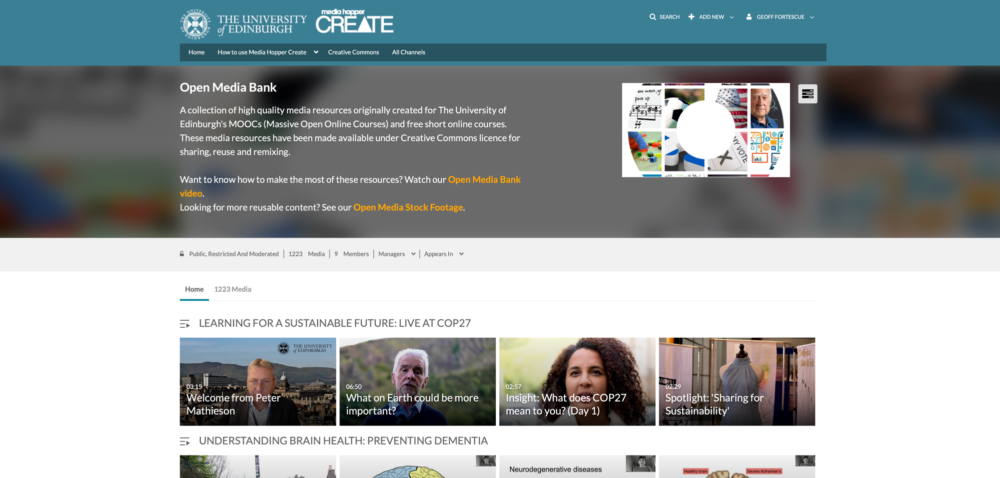 THE UNIVERSITY
of EDINBURGH
media hopper
CREATE
SEARCH
ADD NEW
GEOFF FORTESCUE
Home
How to use Media Hopper Create
Creative Commons
All Channels
Open Media Bank
A collection of high quality media resources originally created for The University of
Edinburgh's MOOCs (Massive Open Online Courses) and free short online courses.
These media resources have been made available under Creative Commons licence for
sharing, reuse and remixing.
Want to know how to make the most of these resources? Watch our Open Media Bank
video.
Looking for more reusable content? See our Open Media Stock Footage.
poco sp
ff
MY VOTE
Public, Restricted And Moderated
1223 Media
9 Members
Managers
Appears In
Home
1223 Media
LEARNING FOR A SUSTAINABLE FUTURE: LIVE AT COP27
THE UNIVERSITY
of EDINBURGH
03:15
Welcome from Peter
Mathieson
06:50
What on Earth could be more
important?
02:57
Insight: What does COP27
mean to you? (Day 1)
Sajida
Rashid
02:29
Spotlight: 'Sharing for
Sustainability'
Edinburgh
UNDERSTANDING BRAIN HEALTH: PREVENTING DEMENTIA
Neurodegenerative diseases
Healthy brain
Severe Alzheimer's